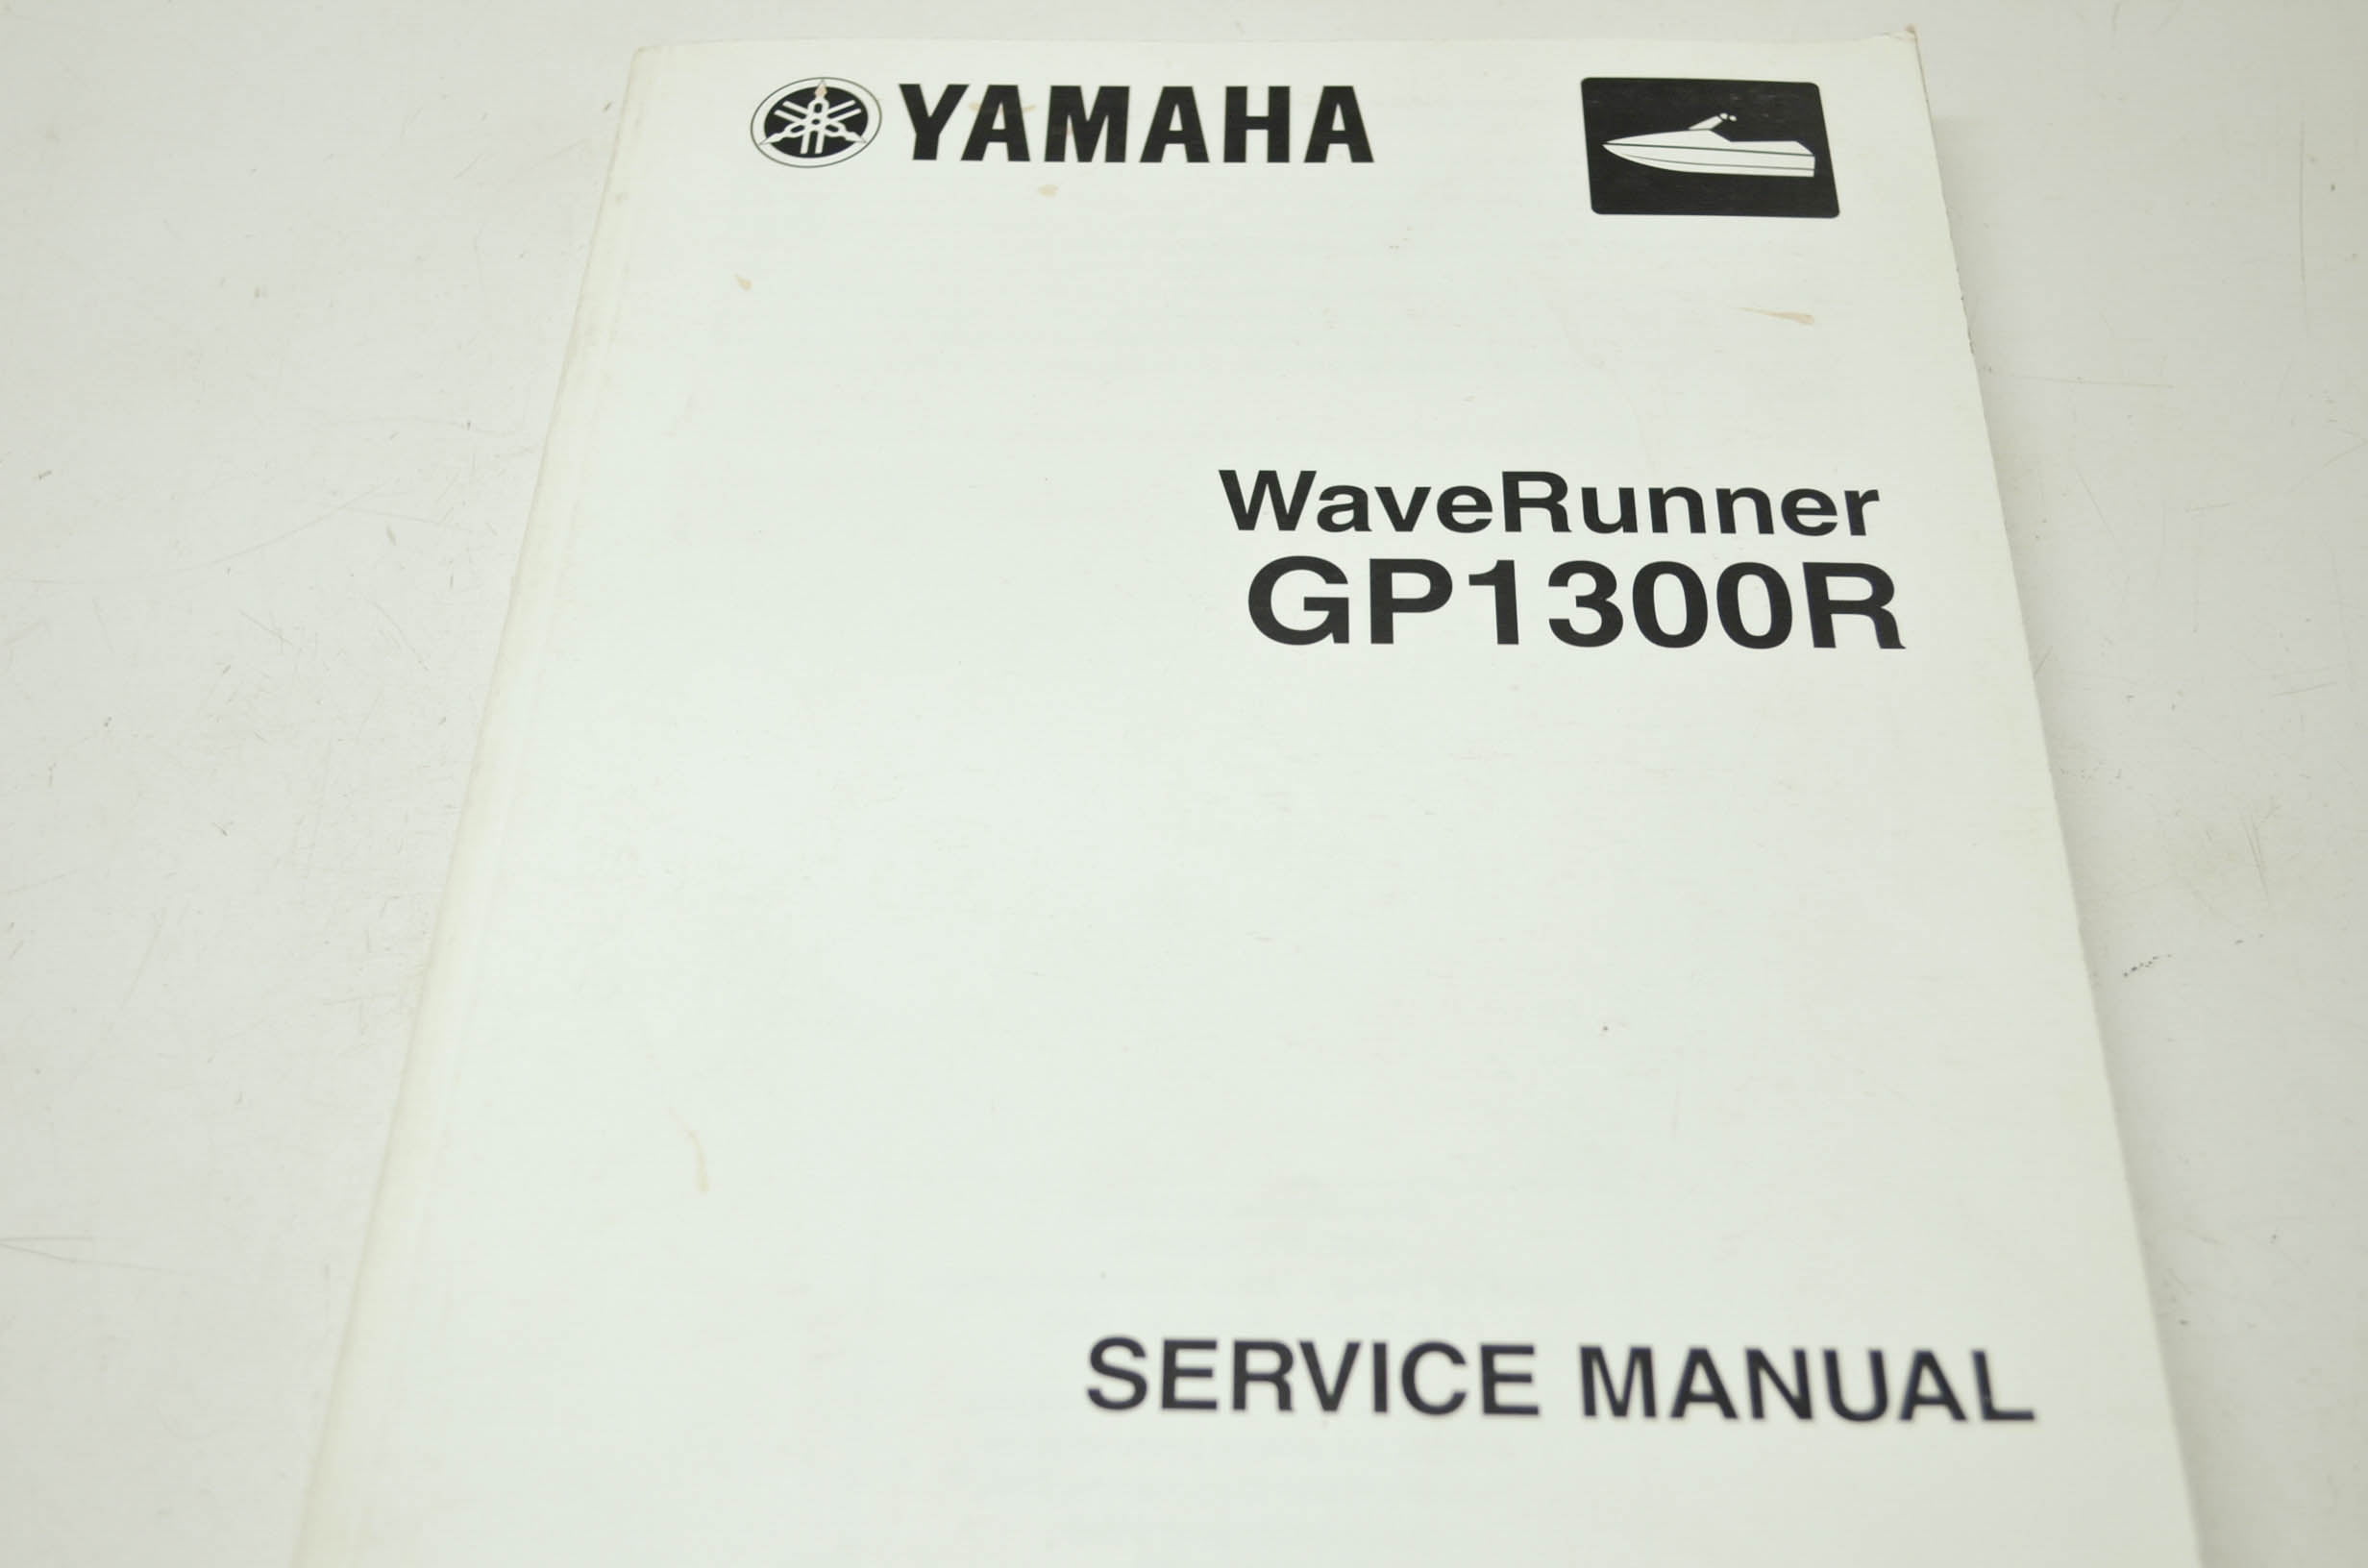 YAMAHA
WaveRunner
GP1300R
SERVICE MANUAL